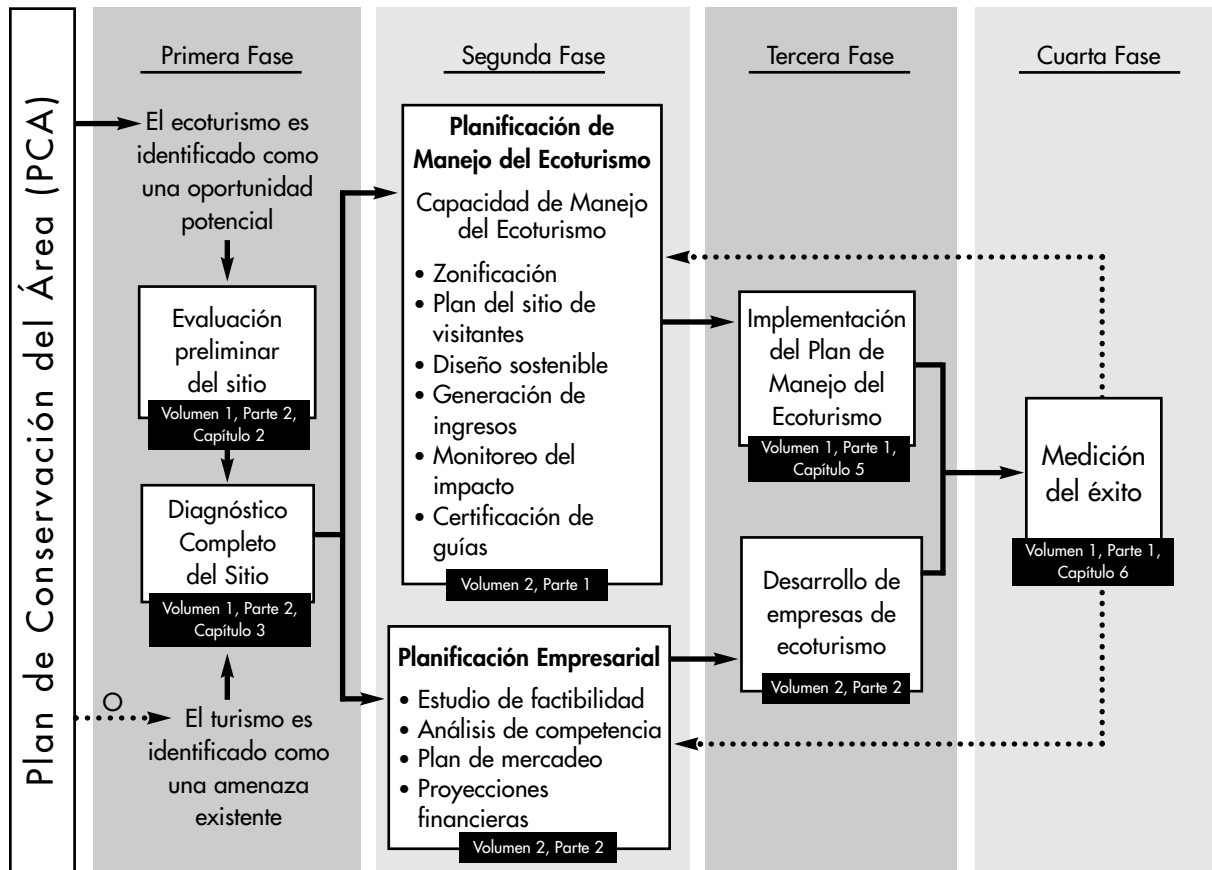 Plan de Conservación del Área (PCA)
Primera Fase
El ecoturismo es
identificado como
una oportunidad
potencial
Evaluación
preliminar
del sitio
Volumen 1, Parte 2,
Capítulo 2
Diagnóstico
Completo
del Sitio
Volumen 1, Parte 2,
Capítulo 3
O
El turismo es
identificado como
una amenaza
existente
Segunda Fase
Planificación de
Manejo del Ecoturismo
Capacidad de Manejo
del Ecoturismo
• Zonificación
• Plan del sitio de
visitantes
• Diseño sostenible
• Generación de
ingresos
• Monitoreo del
impacto
• Certificación de
guías
Volumen 2, Parte 1
Planificación Empresarial
• Estudio de factibilidad
• Análisis de competencia
• Plan de mercadeo
• Proyecciones
financieras
Volumen 2, Parte 2
Tercera Fase
Implementación
del Plan de
Manejo del
Ecoturismo
Volumen 1, Parte 1,
Capítulo 5
Desarrollo de
empresas de
ecoturismo
Volumen 2, Parte 2
Cuarta Fase
Medición
del éxito
Volumen 1, Parte 1,
Capítulo 6